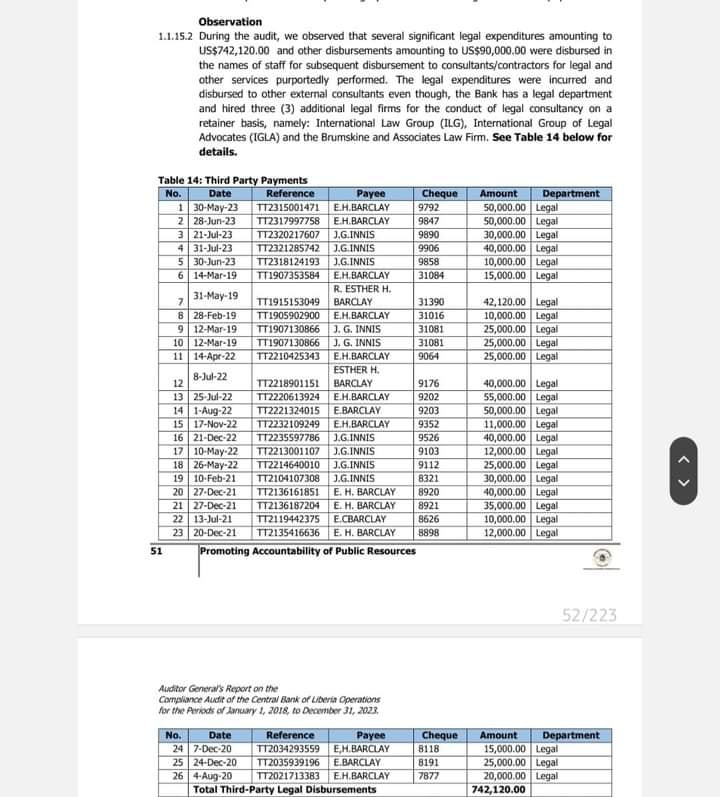 Observation
1.1.15.2 During the audit, we observed that several significant legal expenditures amounting to
US$742,120.00 and other disbursements amounting to US$90,000.00 were disbursed in
the names of staff for subsequent disbursement to consultants/contractors for legal and
other services purportedly performed. The legal expenditures were incurred and
disbursed to other external consultants even though, the Bank has a legal department
and hired three (3) additional legal firms for the conduct of legal consultancy on a
retainer basis, namely: International Law Group (ILG), International Group of Legal
Advocates (IGLA) and the Brumskine and Associates Law Firm. See Table 14 below for
details.
Table 14: Third Party Payments
No. Date Reference Payee Cheque Amount Department
1 30-May-23 TT2315001471 E.H.BARCLAY 9792 50,000.00 Legal
2 28-Jun-23 TT2317997758 E.H.BARCLAY 9847 50,000.00 Legal
3 21-Jul-23 TT2320217607 J.G.INNIS 9890 30,000.00 Legal
4 31-Jul-23 TT2321285742 J.G.INNIS 9906 40,000.00 Legal
5 30-Jun-23 TT2318124193 J.G.INNIS 9858 10,000.00 Legal
6 14-Mar-19 TT1907353584 E.H.BARCLAY 31084 15,000.00 Legal
7 31-May-19 TT1915153049 R. ESTHER H. BARCLAY 31390 42,120.00 Legal
8 28-Feb-19 TT1905902900 E.H.BARCLAY 31016 10,000.00 Legal
9 12-Mar-19 TT1907130866 J. G. INNIS 31081 25,000.00 Legal
10 12-Mar-19 TT1907130866 J. G. INNIS 31081 25,000.00 Legal
11 14-Apr-22 TT2210425343 E.H.BARCLAY 9064 25,000.00 Legal
12 8-Jul-22 TT2218901151 ESTHER H. BARCLAY 9176 40,000.00 Legal
13 25-Jul-22 TT2220613924 E.H.BARCLAY 9202 55,000.00 Legal
14 1-Aug-22 TT2221324015 E.BARCLAY 9203 50,000.00 Legal
15 17-Nov-22 TT2232109249 E.H.BARCLAY 9352 11,000.00 Legal
16 21-Dec-22 TT2235597786 J.G.INNIS 9526 40,000.00 Legal
17 10-May-22 TT2213001107 J.G.INNIS 9103 12,000.00 Legal
18 26-May-22 TT2214640010 J.G.INNIS 9112 25,000.00 Legal
19 10-Feb-21 TT2104107308 J.G.INNIS 8321 30,000.00 Legal
20 27-Dec-21 TT2136161851 E. H. BARCLAY 8920 40,000.00 Legal
21 27-Dec-21 TT2136187204 E. H. BARCLAY 8921 35,000.00 Legal
22 13-Jul-21 TT2119442375 E.CBARCLAY 8626 10,000.00 Legal
23 20-Dec-21 TT2135416636 E. H. BARCLAY 8898 12,000.00 Legal
51 Promoting Accountability of Public Resources
52/223
Auditor General's Report on the
Compliance Audit of the Central Bank of Liberia Operations
for the Periods of January 1, 2018, to December 31, 2023.
No. Date Reference Payee Cheque Amount Department
24 7-Dec-20 TT2034293559 E,H.BARCLAY 8118 15,000.00 Legal
25 24-Dec-20 TT2035939196 E.BARCLAY 8191 25,000.00 Legal
26 4-Aug-20 TT2021713383 E.H.BARCLAY 7877 20,000.00 Legal
Total Third-Party Legal Disbursements 742,120.00